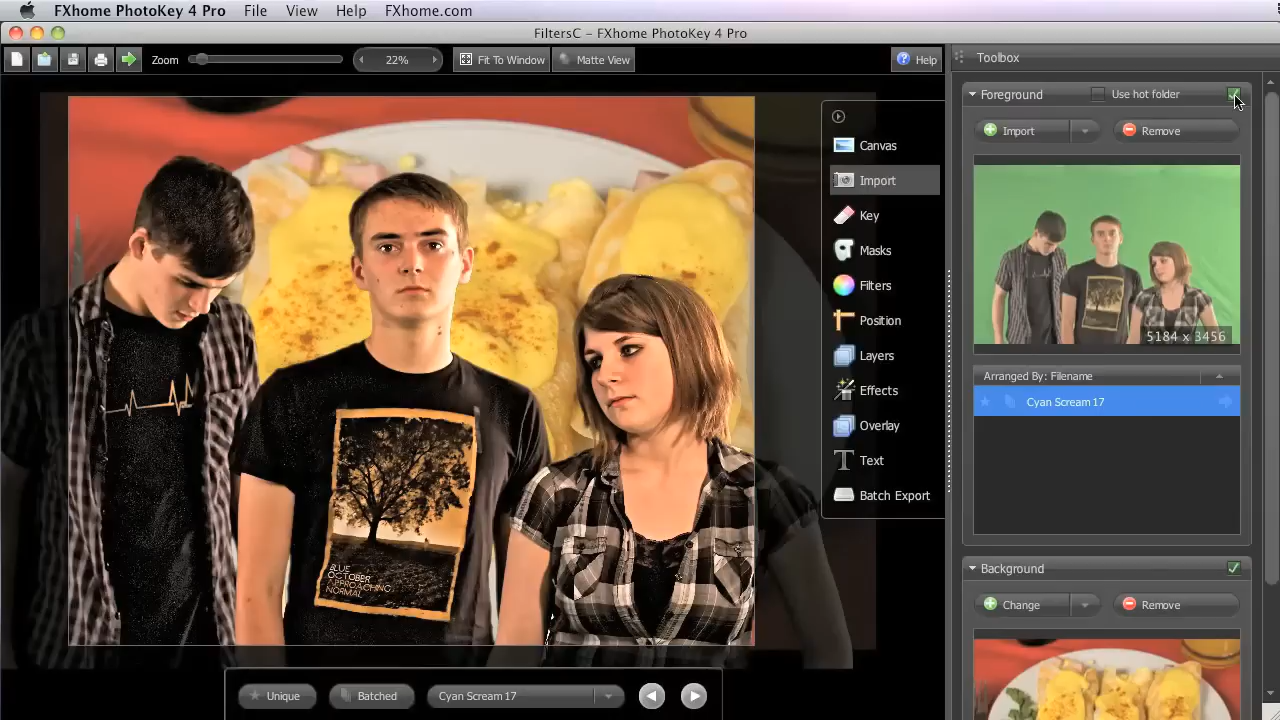 FXhome PhotoKey 4 Pro File View Help FXhome.com
FiltersC – FXhome PhotoKey 4 Pro
Zoom 22% Fit To Window Matte View Help
Toolbox
Foreground Use hot folder
Import Remove
5184 x 3456
Arranged By: Filename
Cyan Scream 17
Background
Change Remove
Canvas
Import
Key
Masks
Filters
Position
Layers
Effects
Overlay
Text
Batch Export
BLUE
OCTOBER
APPROACHING
NORMAL
Unique Batched Cyan Scream 17